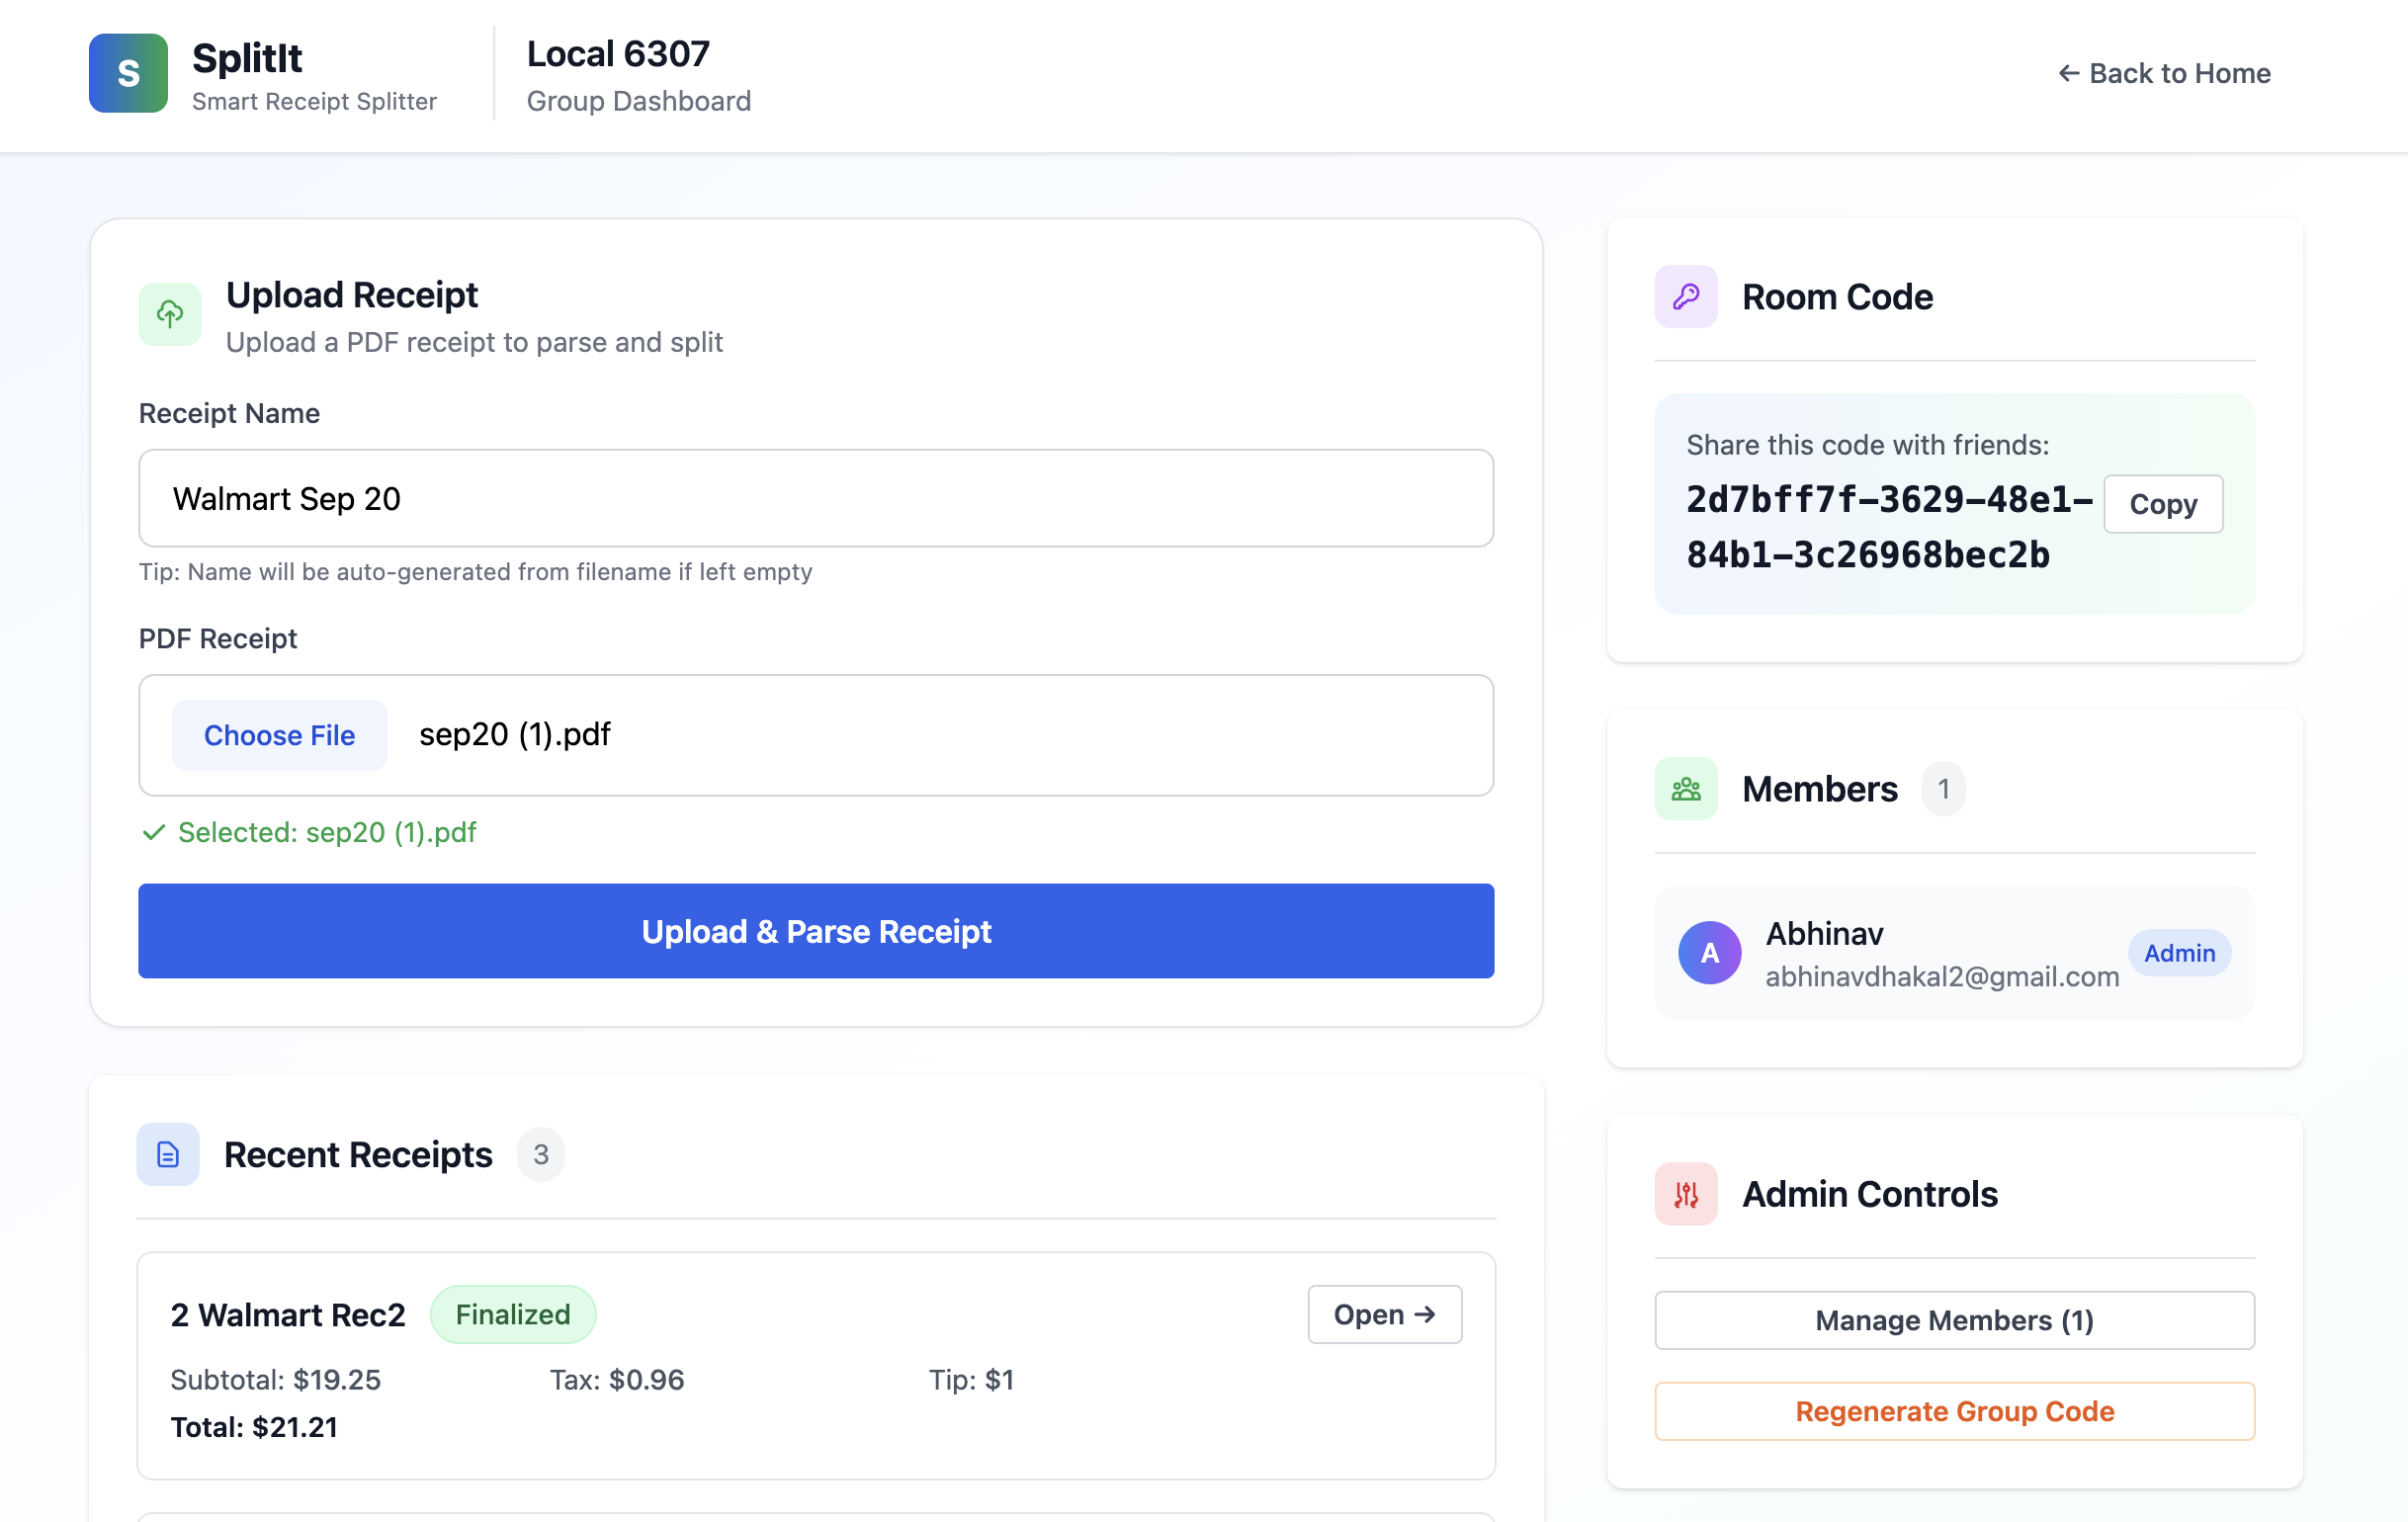 S
SplitIt
Smart Receipt Splitter
Local 6307
Group Dashboard
← Back to Home
Upload Receipt
Upload a PDF receipt to parse and split
Receipt Name
Walmart Sep 20
Tip: Name will be auto-generated from filename if left empty
PDF Receipt
Choose File sep20 (1).pdf
✓ Selected: sep20 (1).pdf
Upload & Parse Receipt
Recent Receipts 3
2 Walmart Rec2 Finalized Open →
Subtotal: $19.25 Tax: $0.96 Tip: $1
Total: $21.21
Room Code
Share this code with friends:
2d7bff7f-3629-48e1-
84b1-3c26968bec2b
Copy
Members 1
A
Abhinav
abhinavdhakal2@gmail.com
Admin
Admin Controls
Manage Members (1)
Regenerate Group Code